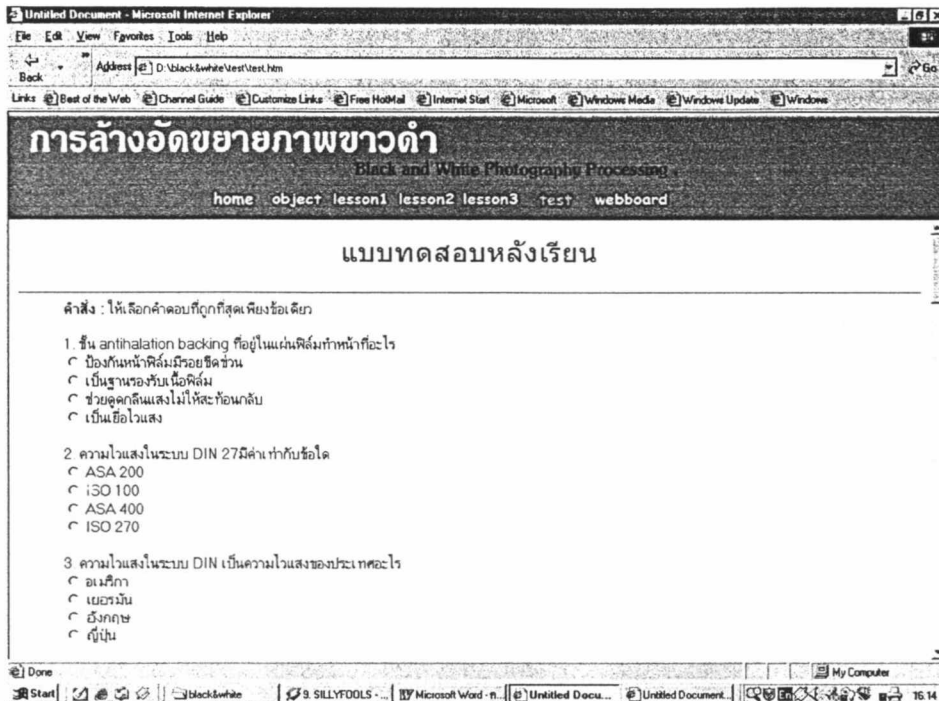 Untitled Document - Microsoft Internet Explorer
File Edit View Favorites Tools Help
Back
Address D:\black&white\test\test.htm
Go
Links Best of the Web Channel Guide Customize Links Free HotMail Internet Start Microsoft Windows Media Windows Update Windows
การล้างอัดขยายภาพขาวดำ
Black and White Photography Processing
home object lesson1 lesson2 lesson3 test webboard
แบบทดสอบหลังเรียน
คำสั่ง : ให้เลือกคำตอบที่ถูกที่สุดเพียงข้อเดียว
1. ชั้น antihalation backing ที่อยู่ในแผ่นฟิล์มทำหน้าที่อะไร
ป้องกันหน้าฟิล์มมีรอยขีดข่วน
เป็นฐานรองรับเนื้อฟิล์ม
ช่วยดูดกลืนแสงไม่ให้สะท้อนกลับ
เป็นเยื่อไวแสง
2. ความไวแสงในระบบ DIN 27มีค่าเท่ากับข้อใด
ASA 200
ISO 100
ASA 400
ISO 270
3. ความไวแสงในระบบ DIN เป็นความไวแสงของประเทศอะไร
อเมริกา
เยอรมัน
อังกฤษ
ญี่ปุ่น
Done
My Computer
Start black&white 9. SILLYFOOLS - ... Microsoft Word - ก... Untitled Docu... Untitled Document... En 16:14